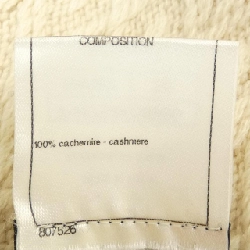 COMPOSITION
100% cachemire - cashmere
807526